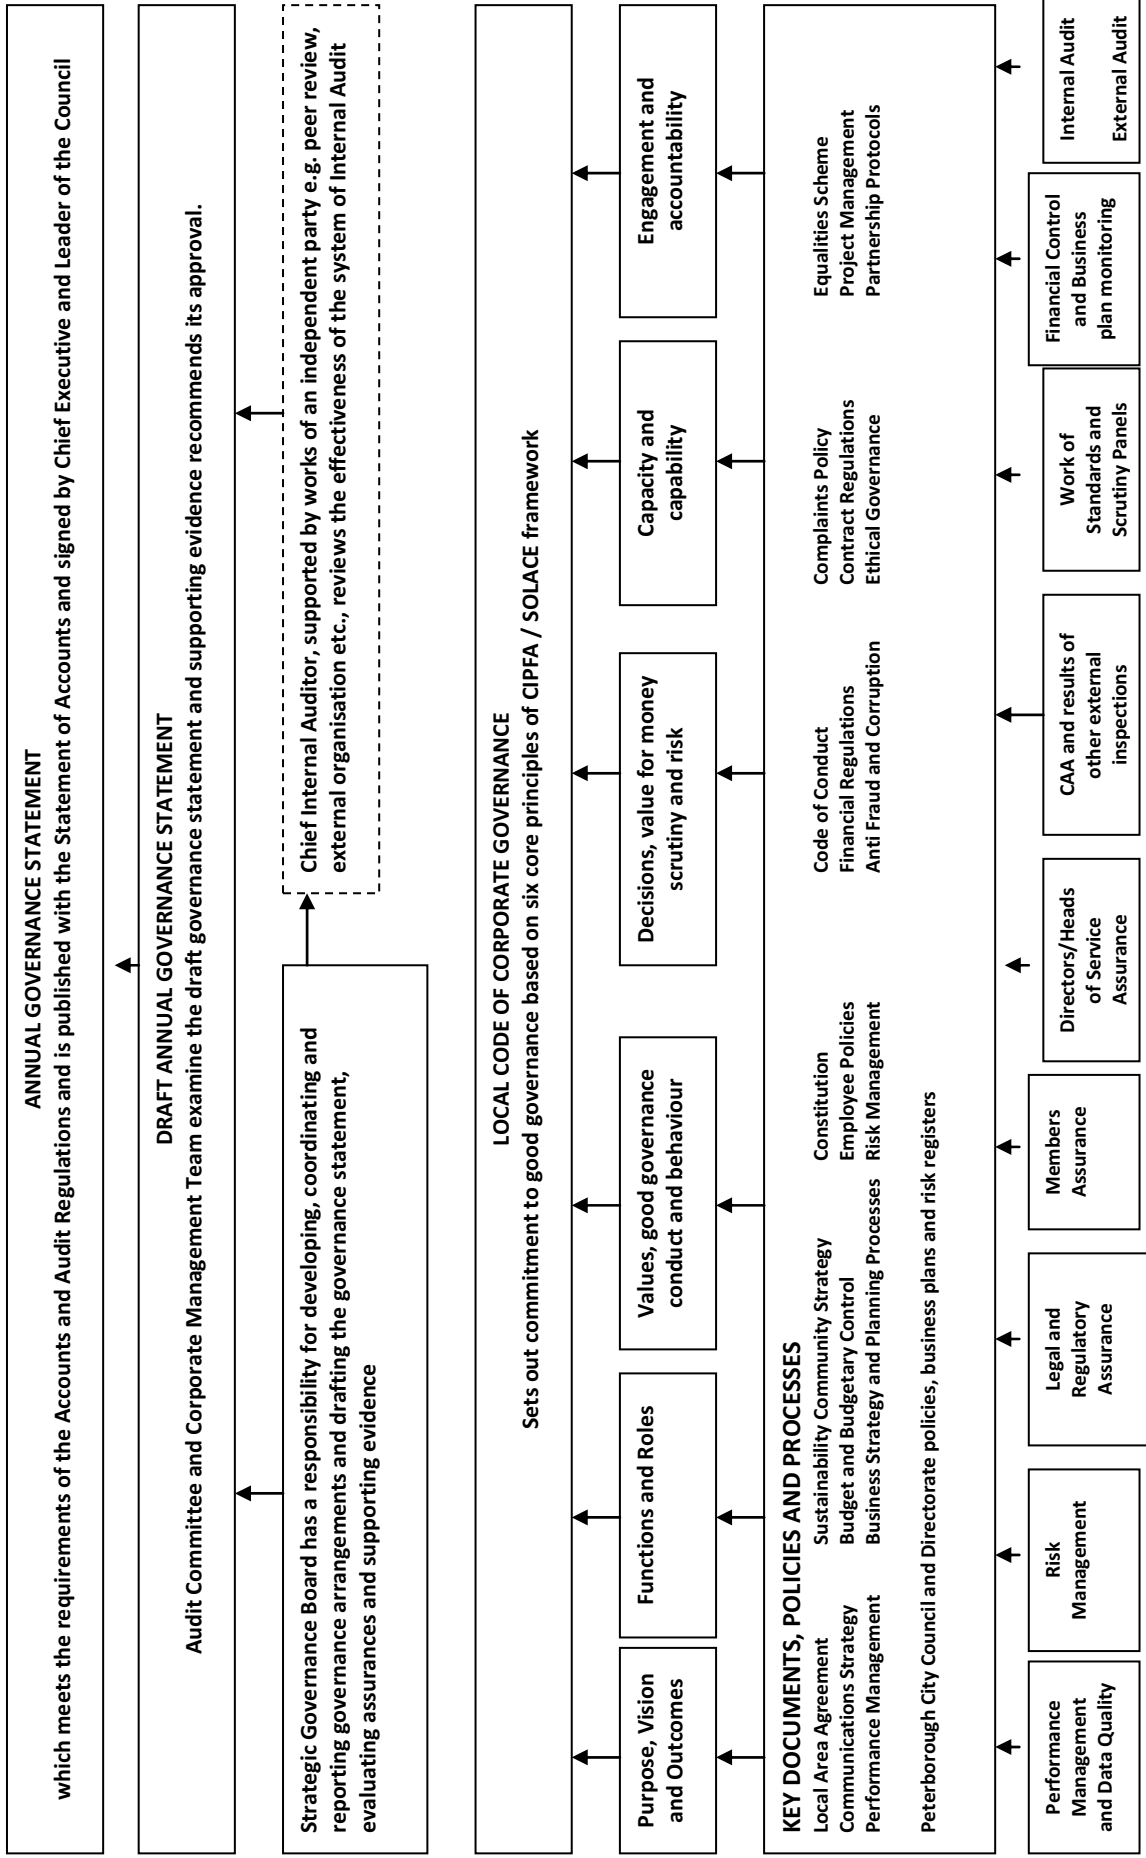 ANNUAL GOVERNANCE STATEMENT
which meets the requirements of the Accounts and Audit Regulations and is published with the Statement of Accounts and signed by Chief Executive and Leader of the Council
DRAFT ANNUAL GOVERNANCE STATEMENT
Audit Committee and Corporate Management Team examine the draft governance statement and supporting evidence recommends its approval.
Strategic Governance Board has a responsibility for developing, coordinating and
reporting governance arrangements and drafting the governance statement,
evaluating assurances and supporting evidence
Chief Internal Auditor, supported by works of an independent party e.g. peer review,
external organisation etc., reviews the effectiveness of the system of Internal Audit
LOCAL CODE OF CORPORATE GOVERNANCE
Sets out commitment to good governance based on six core principles of CIPFA / SOLACE framework
Purpose, Vision
and Outcomes
Functions and Roles
Values, good governance
conduct and behaviour
Decisions, value for money
scrutiny and risk
Capacity and
capability
Engagement and
accountability
KEY DOCUMENTS, POLICIES AND PROCESSES
Local Area Agreement
Communications Strategy
Performance Management
Sustainability Community Strategy
Budget and Budgetary Control
Business Strategy and Planning Processes
Constitution
Employee Policies
Risk Management
Code of Conduct
Financial Regulations
Anti Fraud and Corruption
Complaints Policy
Contract Regulations
Ethical Governance
Equalities Scheme
Project Management
Partnership Protocols
Peterborough City Council and Directorate policies, business plans and risk registers
Performance
Management
and Data Quality
Risk
Management
Legal and
Regulatory
Assurance
Members
Assurance
Directors/Heads
of Service
Assurance
CAA and results of
other external
inspections
Work of
Standards and
Scrutiny Panels
Financial Control
and Business
plan monitoring
Internal Audit
External Audit